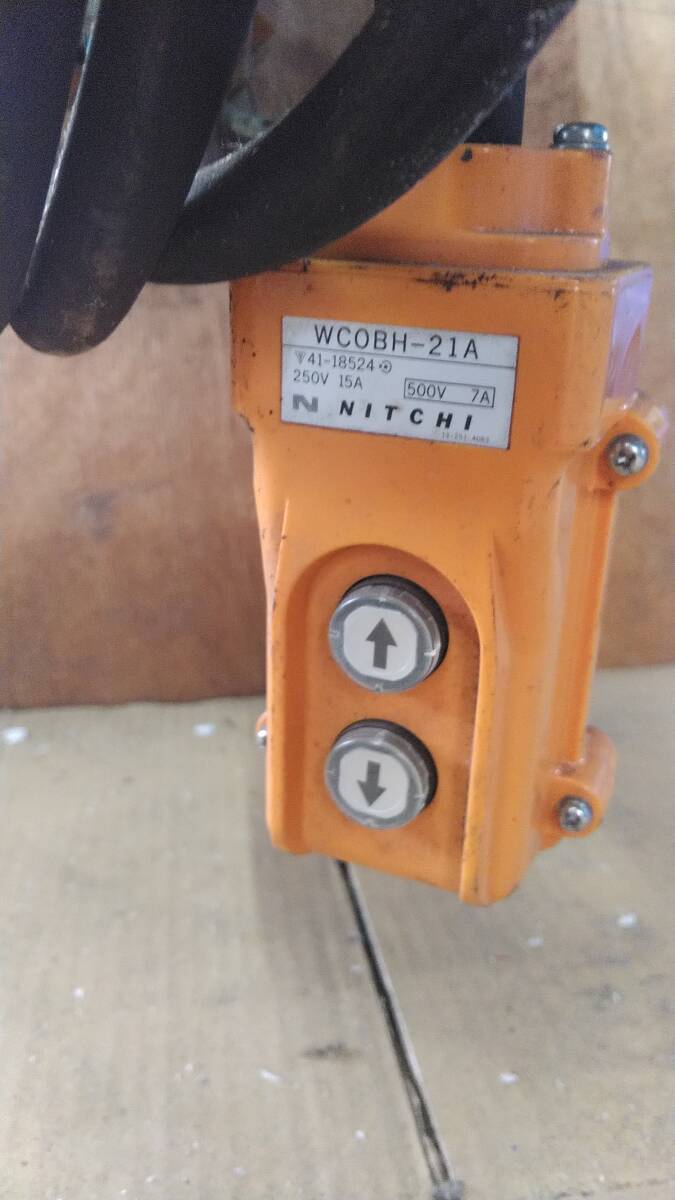 WCOBH-21A
41-18524
250V 15A
500V 7A
N NITCHI